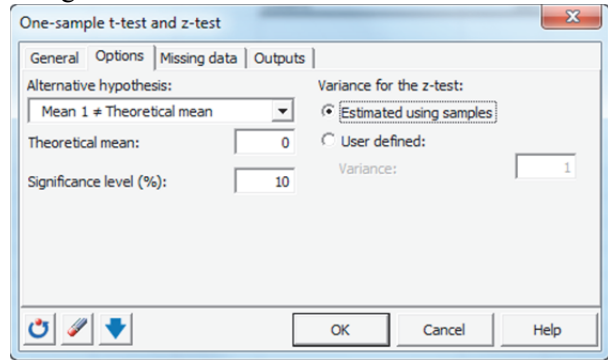 One-sample t-test and z-test
General Options Missing data Outputs
Alternative hypothesis:
Mean 1 ≠ Theoretical mean
Theoretical mean: 0
Significance level (%): 10
Variance for the z-test:
Estimated using samples
User defined:
Variance: 1
OK Cancel Help